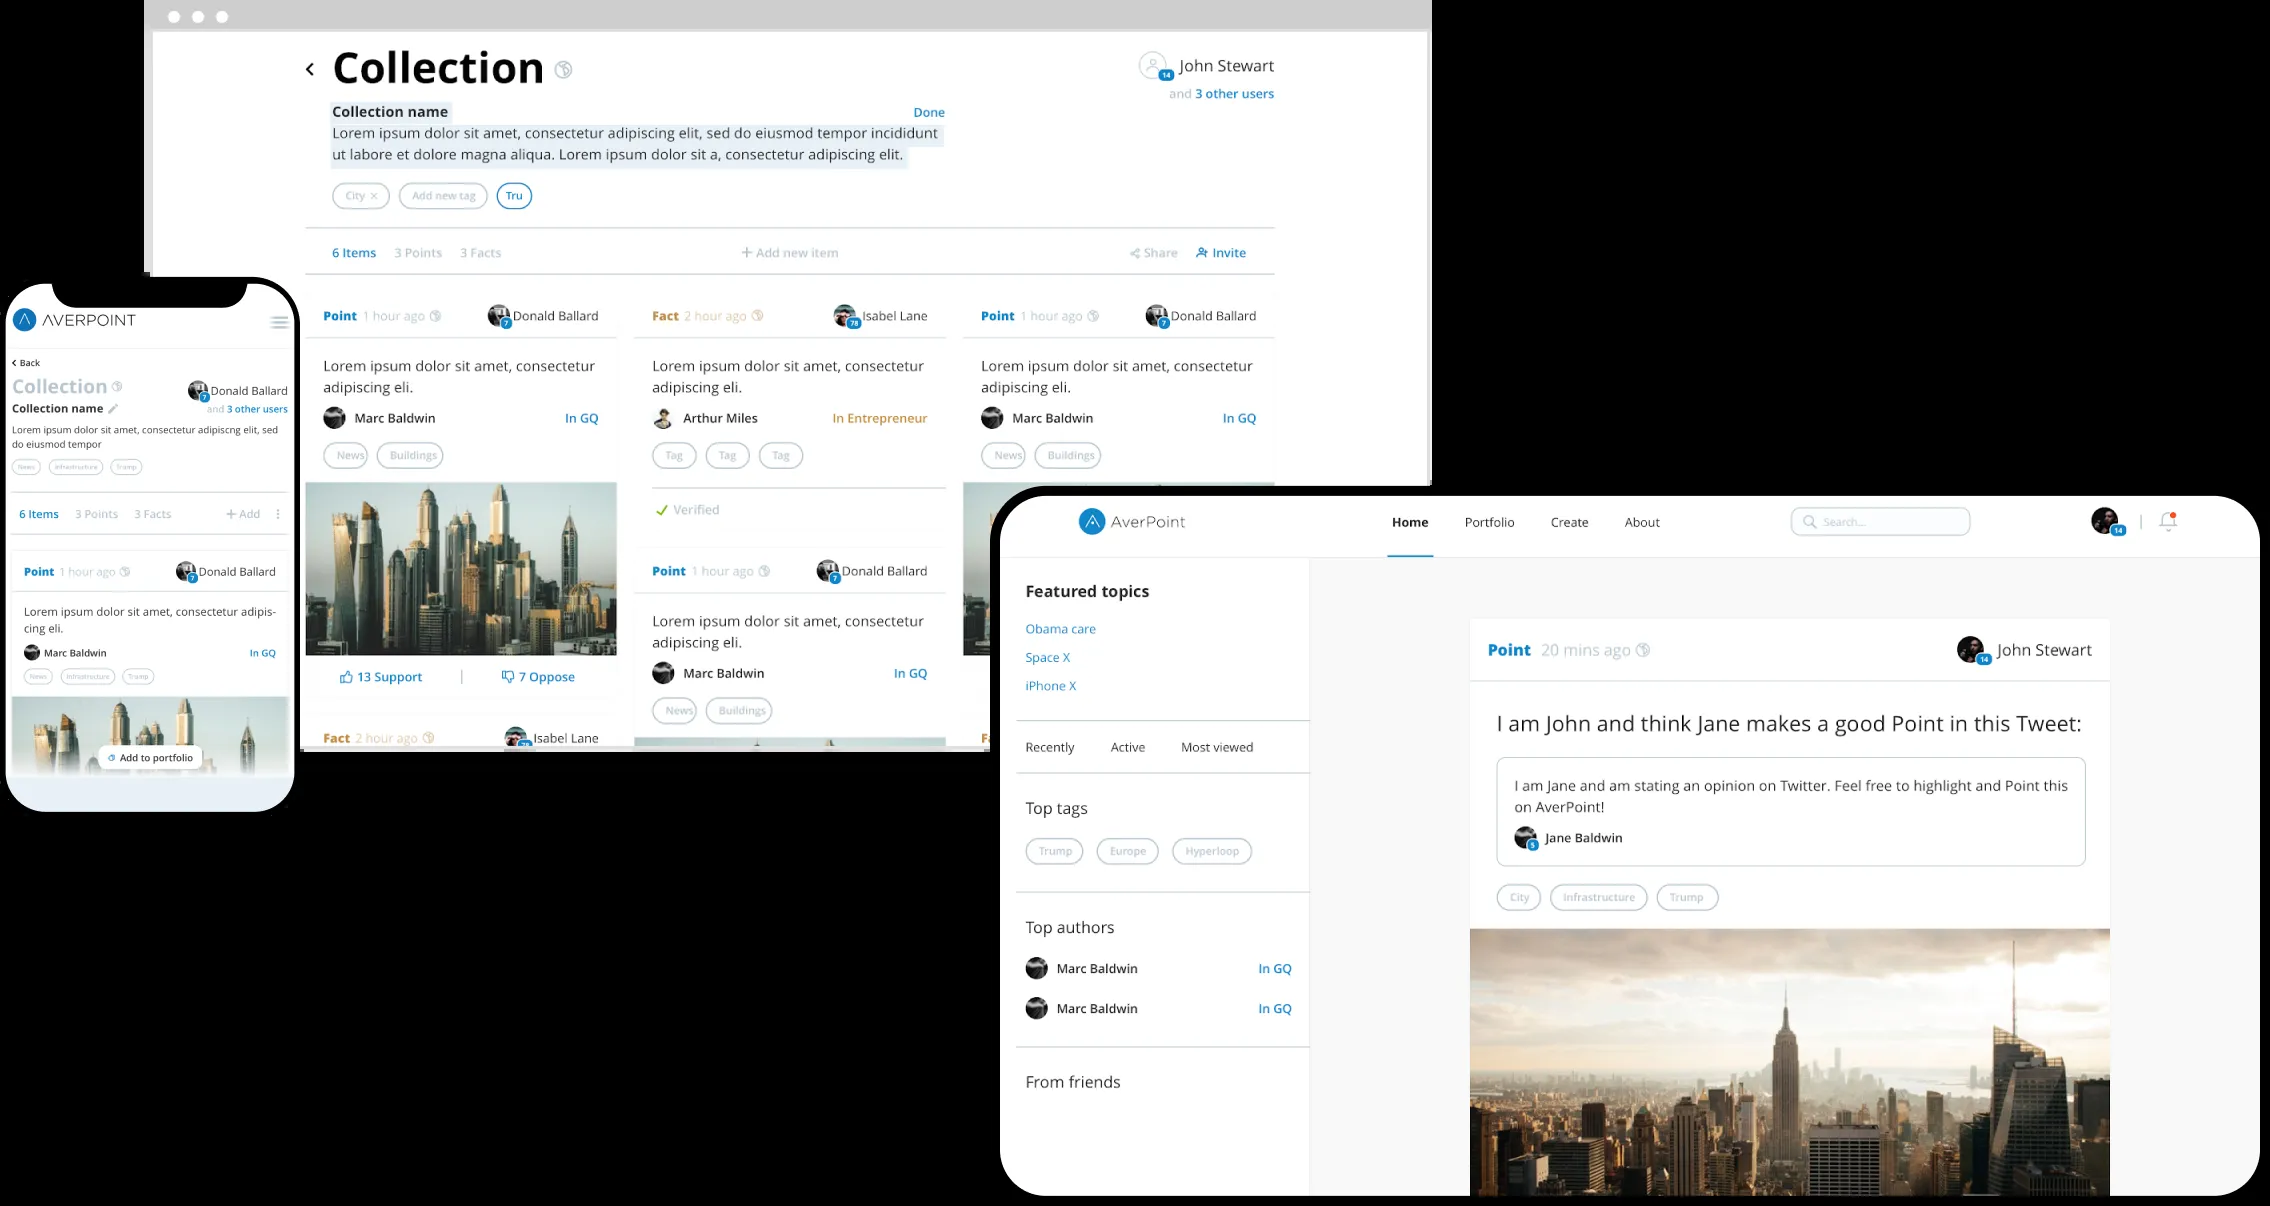 Collection
John Stewart
14
and 3 other users
Collection name
Done
Lorem ipsum dolor sit amet, consectetur adipiscing elit, sed do eiusmod tempor incididunt
ut labore et dolore magna aliqua. Lorem ipsum dolor sit a, consectetur adipiscing elit.
City ×
Add new tag
Tru
6 Items
3 Points
3 Facts
+ Add new item
Share
Invite
Point 1 hour ago
7
Donald Ballard
Lorem ipsum dolor sit amet, consectetur
adipiscing eli.
Marc Baldwin
In GQ
News
Buildings
13 Support
7 Oppose
Fact 2 hour ago
78
Isabel Lane
Fact 2 hour ago
78
Isabel Lane
Lorem ipsum dolor sit amet, consectetur
adipiscing eli.
Arthur Miles
In Entrepreneur
Tag
Tag
Tag
Verified
Point 1 hour ago
7
Donald Ballard
Lorem ipsum dolor sit amet, consectetur
adipiscing eli.
Marc Baldwin
In GQ
News
Buildings
Point 1 hour ago
7
Donald Ballard
Lorem ipsum dolor sit amet, consectetur
adipiscing eli.
Marc Baldwin
In GQ
News
Buildings
AVERPOINT
Back
Collection
7
Donald Ballard
Collection name
and 3 other users
Lorem ipsum dolor sit amet, consectetur adipiscng elit, sed
do eiusmod tempor
News
Infrastructure
Trump
6 Items
3 Points
3 Facts
+ Add
Point 1 hour ago
7
Donald Ballard
Lorem ipsum dolor sit amet, consectetur adipis-
cing eli.
Marc Baldwin
In GQ
News
Infrastructure
Trump
Add to portfolio
AverPoint
Home
Portfolio
Create
About
Search...
14
Featured topics
Obama care
Space X
iPhone X
Recently
Active
Most viewed
Top tags
Trump
Europe
Hyperloop
Top authors
Marc Baldwin
In GQ
Marc Baldwin
In GQ
From friends
Point 20 mins ago
14
John Stewart
I am John and think Jane makes a good Point in this Tweet:
I am Jane and am stating an opinion on Twitter. Feel free to highlight and Point this
on AverPoint!
5
Jane Baldwin
City
Infrastructure
Trump